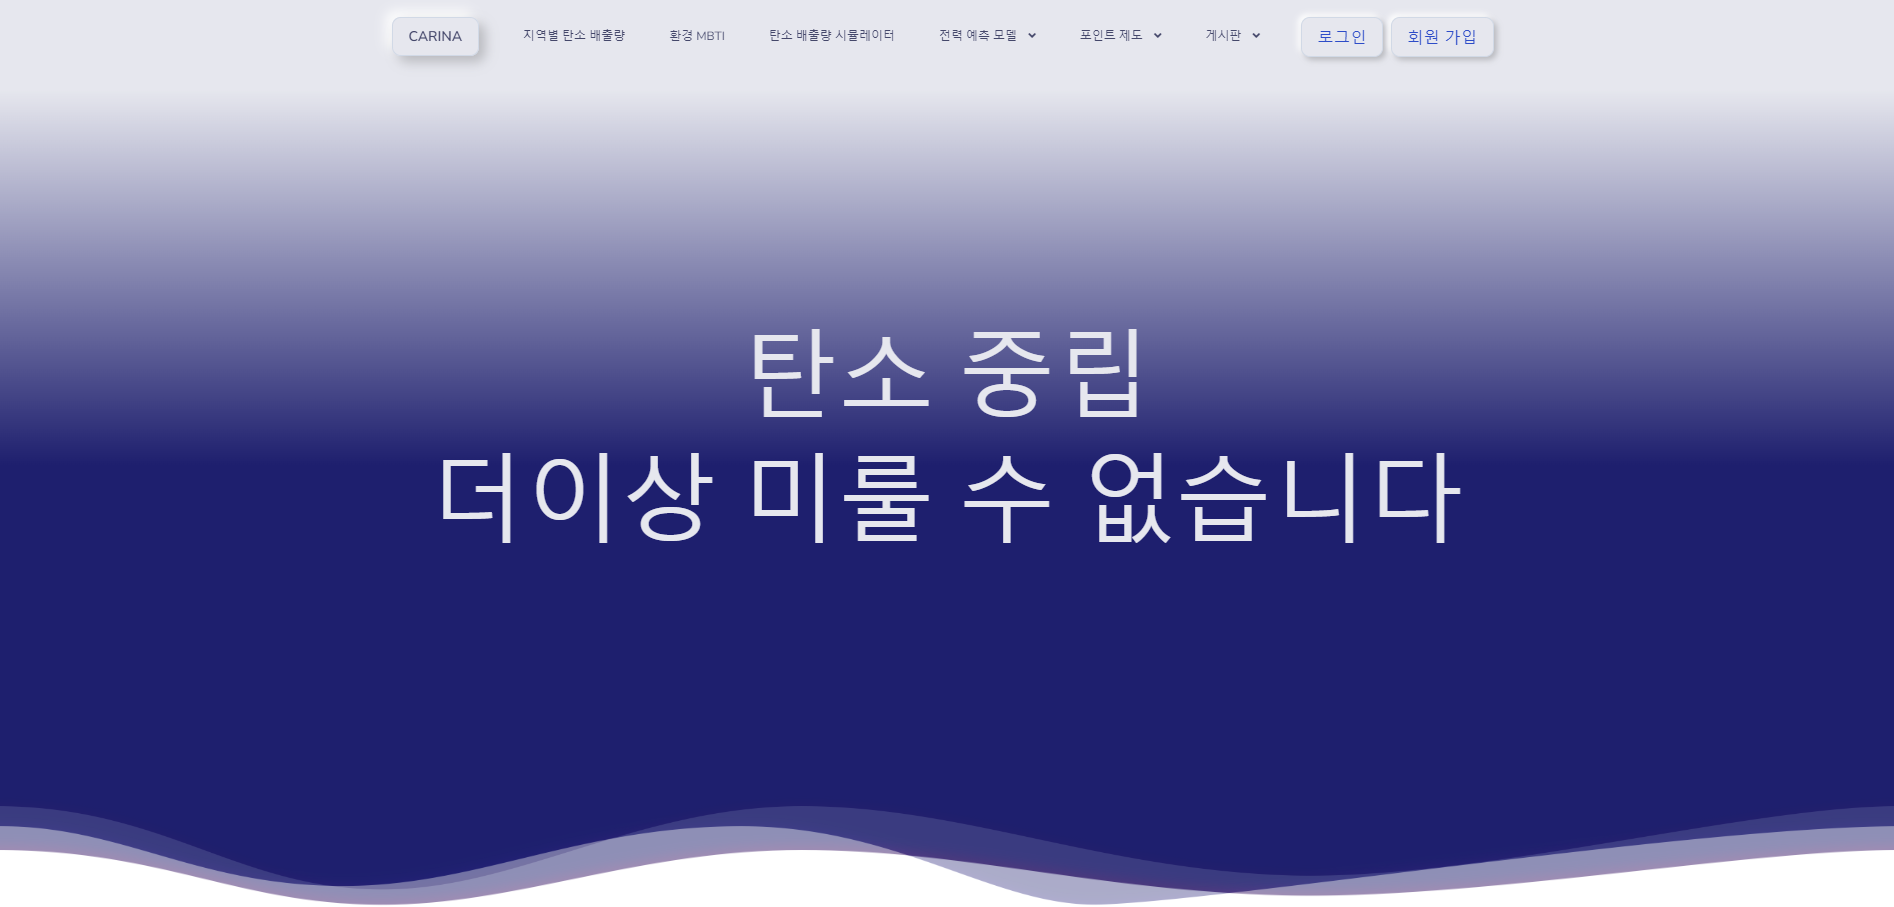 CARINA 지역별 탄소 배출량 환경 MBTI 탄소 배출량 시뮬레이터 전력 예측 모델 포인트 제도 게시판 로그인 회원 가입
탄소 중립
더이상 미룰 수 없습니다